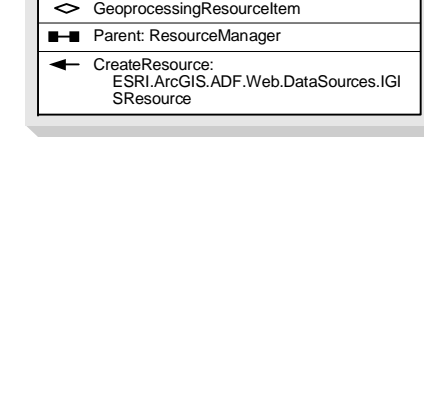 GeoprocessingResourceItem
Parent: ResourceManager
CreateResource:
ESRI.ArcGIS.ADF.Web.DataSources.IGI
SResource